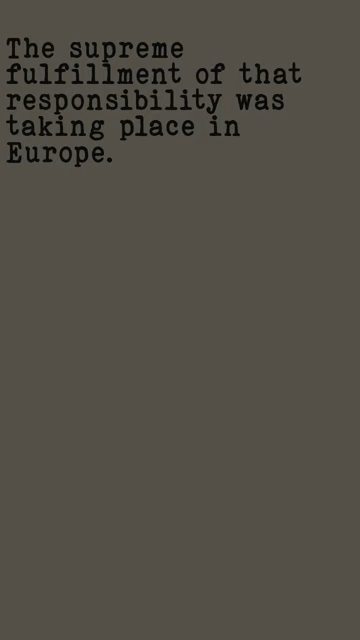 The supreme
fulfillment of that
responsibility was
taking place in
Europe.